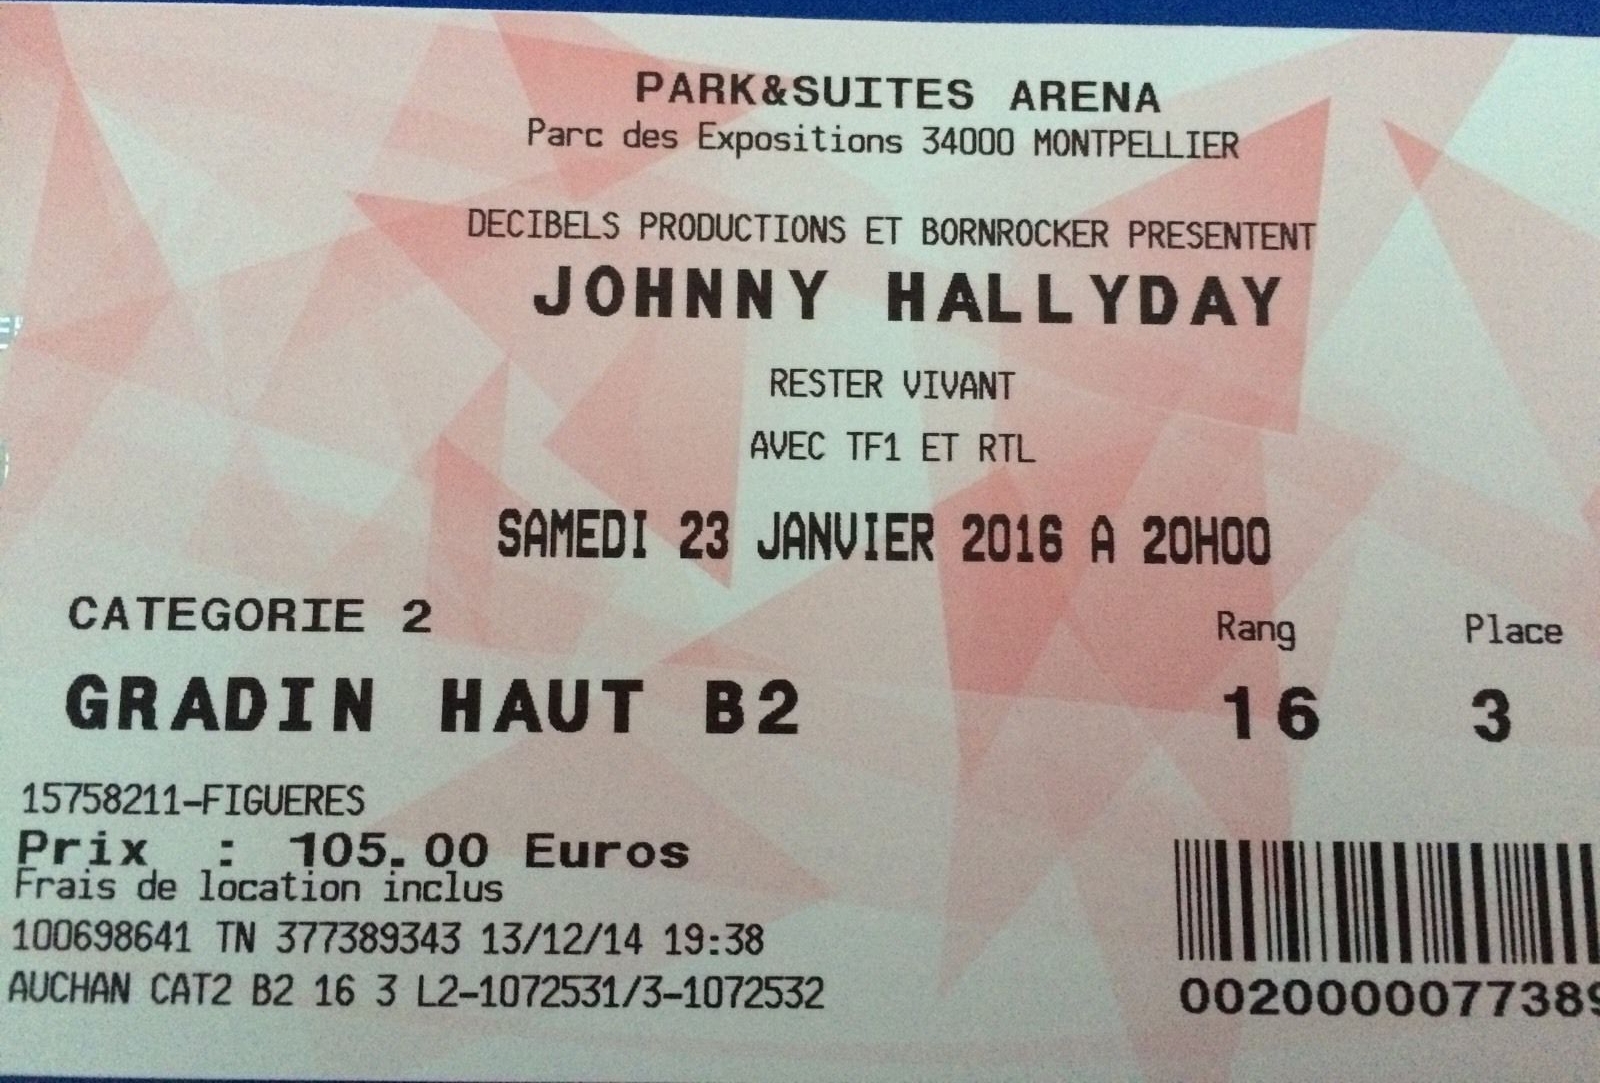 PARK&SUITES ARENA
Parc des Expositions 34000 MONTPELLIER
DECIBELS PRODUCTIONS ET BORNROCKER PRESENTENT
JOHNNY HALLYDAY
RESTER VIVANT
AVEC TF1 ET RTL
SAMEDI 23 JANVIER 2016 A 20H00
CATEGORIE 2
Rang Place
GRADIN HAUT B2 16 3
15758211-FIGUERES
Prix : 105.00 Euros
Frais de location inclus
100698641 TN 377389343 13/12/14 19:38
AUCHAN CAT2 B2 16 3 L2-1072531/3-1072532
002000007738